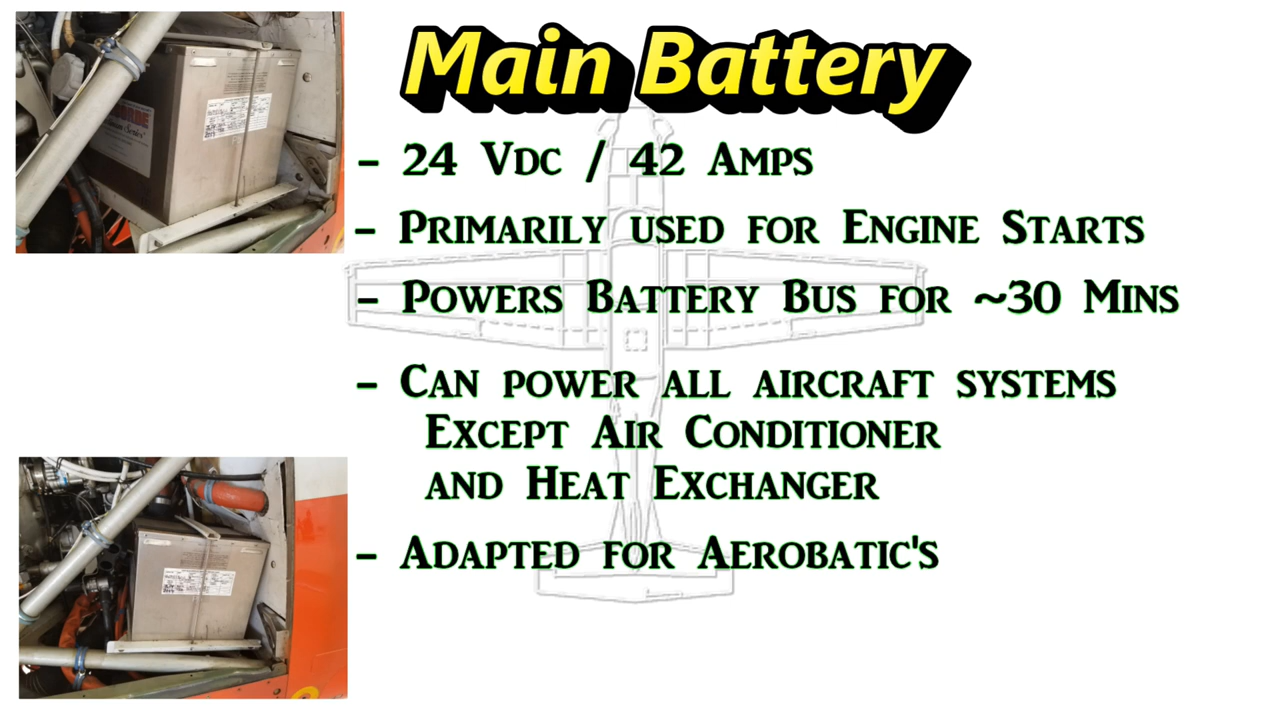 Main Battery
- 24 Vdc / 42 Amps
- Primarily used for Engine Starts
- Powers Battery Bus for ~30 Mins
- Can power all aircraft systems
Except Air Conditioner
and Heat Exchanger
- Adapted for Aerobatic's